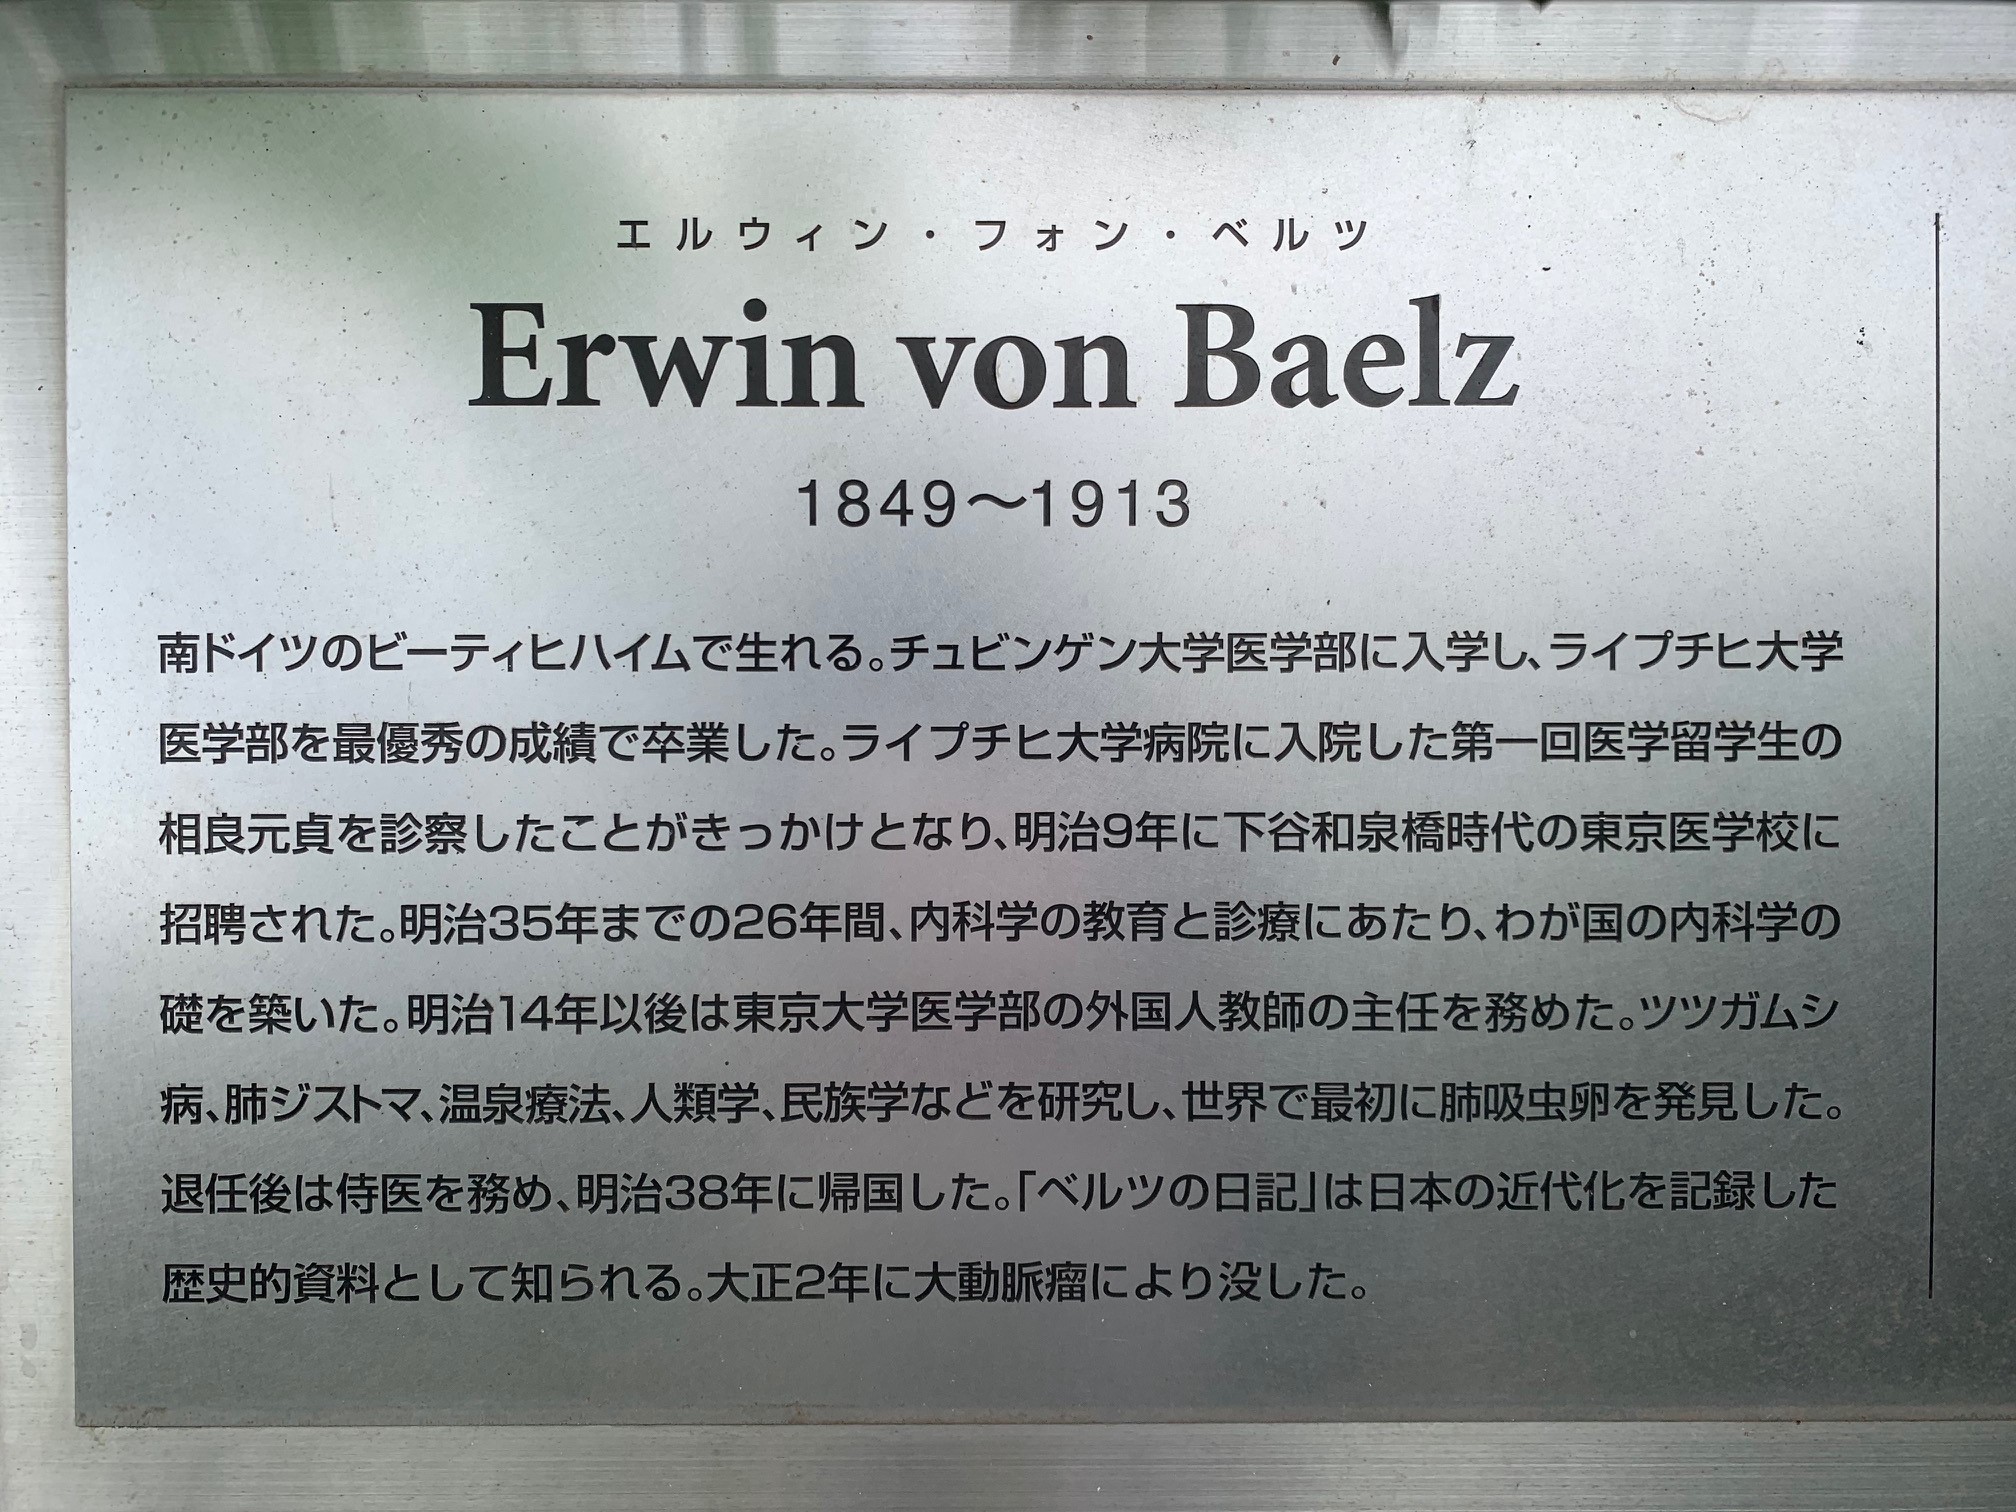 エルウィン・フォン・ベルツ
Erwin von Baelz
1849〜1913
南ドイツのビーティヒハイムで生れる。チュビンゲン大学医学部に入学し、ライプチヒ大学
医学部を最優秀の成績で卒業した。ライプチヒ大学病院に入院した第一回医学留学生の
相良元貞を診察したことがきっかけとなり、明治9年に下谷和泉橋時代の東京医学校に
招聘された。明治35年までの26年間、内科学の教育と診療にあたり、わが国の内科学の
礎を築いた。明治14年以後は東京大学医学部の外国人教師の主任を務めた。ツツガムシ
病、肺ジストマ、温泉療法、人類学、民族学などを研究し、世界で最初に肺吸虫卵を発見した。
退任後は侍医を務め、明治38年に帰国した。「ベルツの日記」は日本の近代化を記録した
歴史的資料として知られる。大正2年に大動脈瘤により没した。